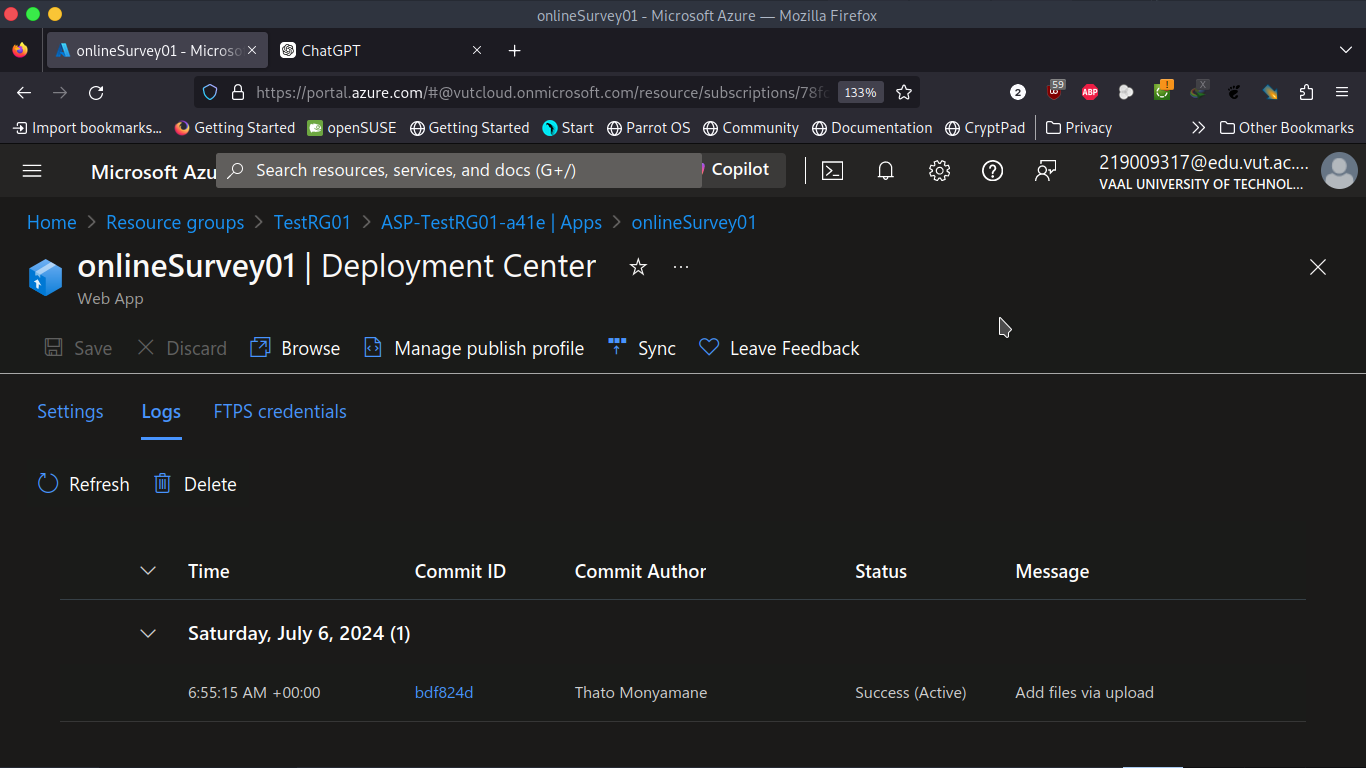 onlineSurvey01 - Microsoft Azure — Mozilla Firefox
onlineSurvey01 - Microso
ChatGPT
https://portal.azure.com/#@vutcloud.onmicrosoft.com/resource/subscriptions/78f
133%
2
59
ABP
Import bookmarks...
Getting Started
openSUSE
Getting Started
Start
Parrot OS
Community
Documentation
CryptPad
Privacy
Other Bookmarks
Microsoft Azu
Search resources, services, and docs (G+/)
Copilot
219009317@edu.vut.ac....
VAAL UNIVERSITY OF TECHNOL...
Home > Resource groups > TestRG01 > ASP-TestRG01-a41e | Apps > onlineSurvey01
onlineSurvey01 | Deployment Center
Web App
Save
Discard
Browse
Manage publish profile
Sync
Leave Feedback
Settings
Logs
FTPS credentials
Refresh
Delete
Time Commit ID Commit Author Status Message
Saturday, July 6, 2024 (1)
6:55:15 AM +00:00 bdf824d Thato Monyamane Success (Active) Add files via upload